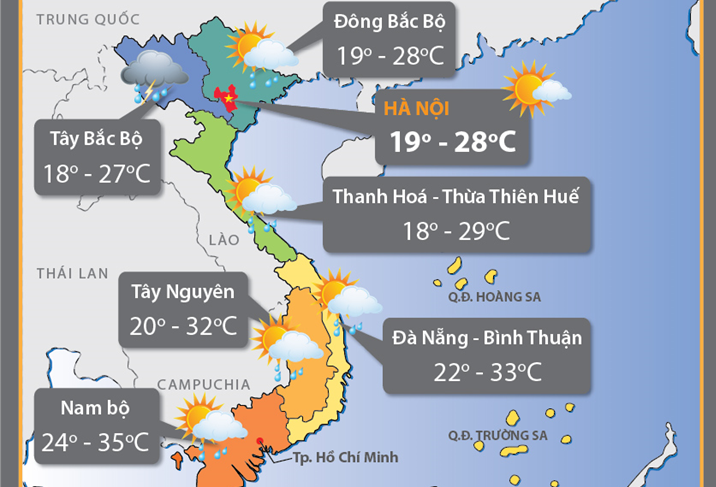 TRUNG QUỐC
Đông Bắc Bộ
19º - 28ºC
HÀ NỘI
19º - 28ºC
Tây Bắc Bộ
18º - 27ºC
Thanh Hoá - Thừa Thiên Huế
18º - 29ºC
LÀO
THÁI LAN
Tây Nguyên
20º - 32ºC
Q.Đ. HOÀNG SA
Đà Nẵng - Bình Thuận
22º - 33ºC
CAMPUCHIA
Nam bộ
24º - 35ºC
Q.Đ. TRƯỜNG SA
Tp. Hồ Chí Minh